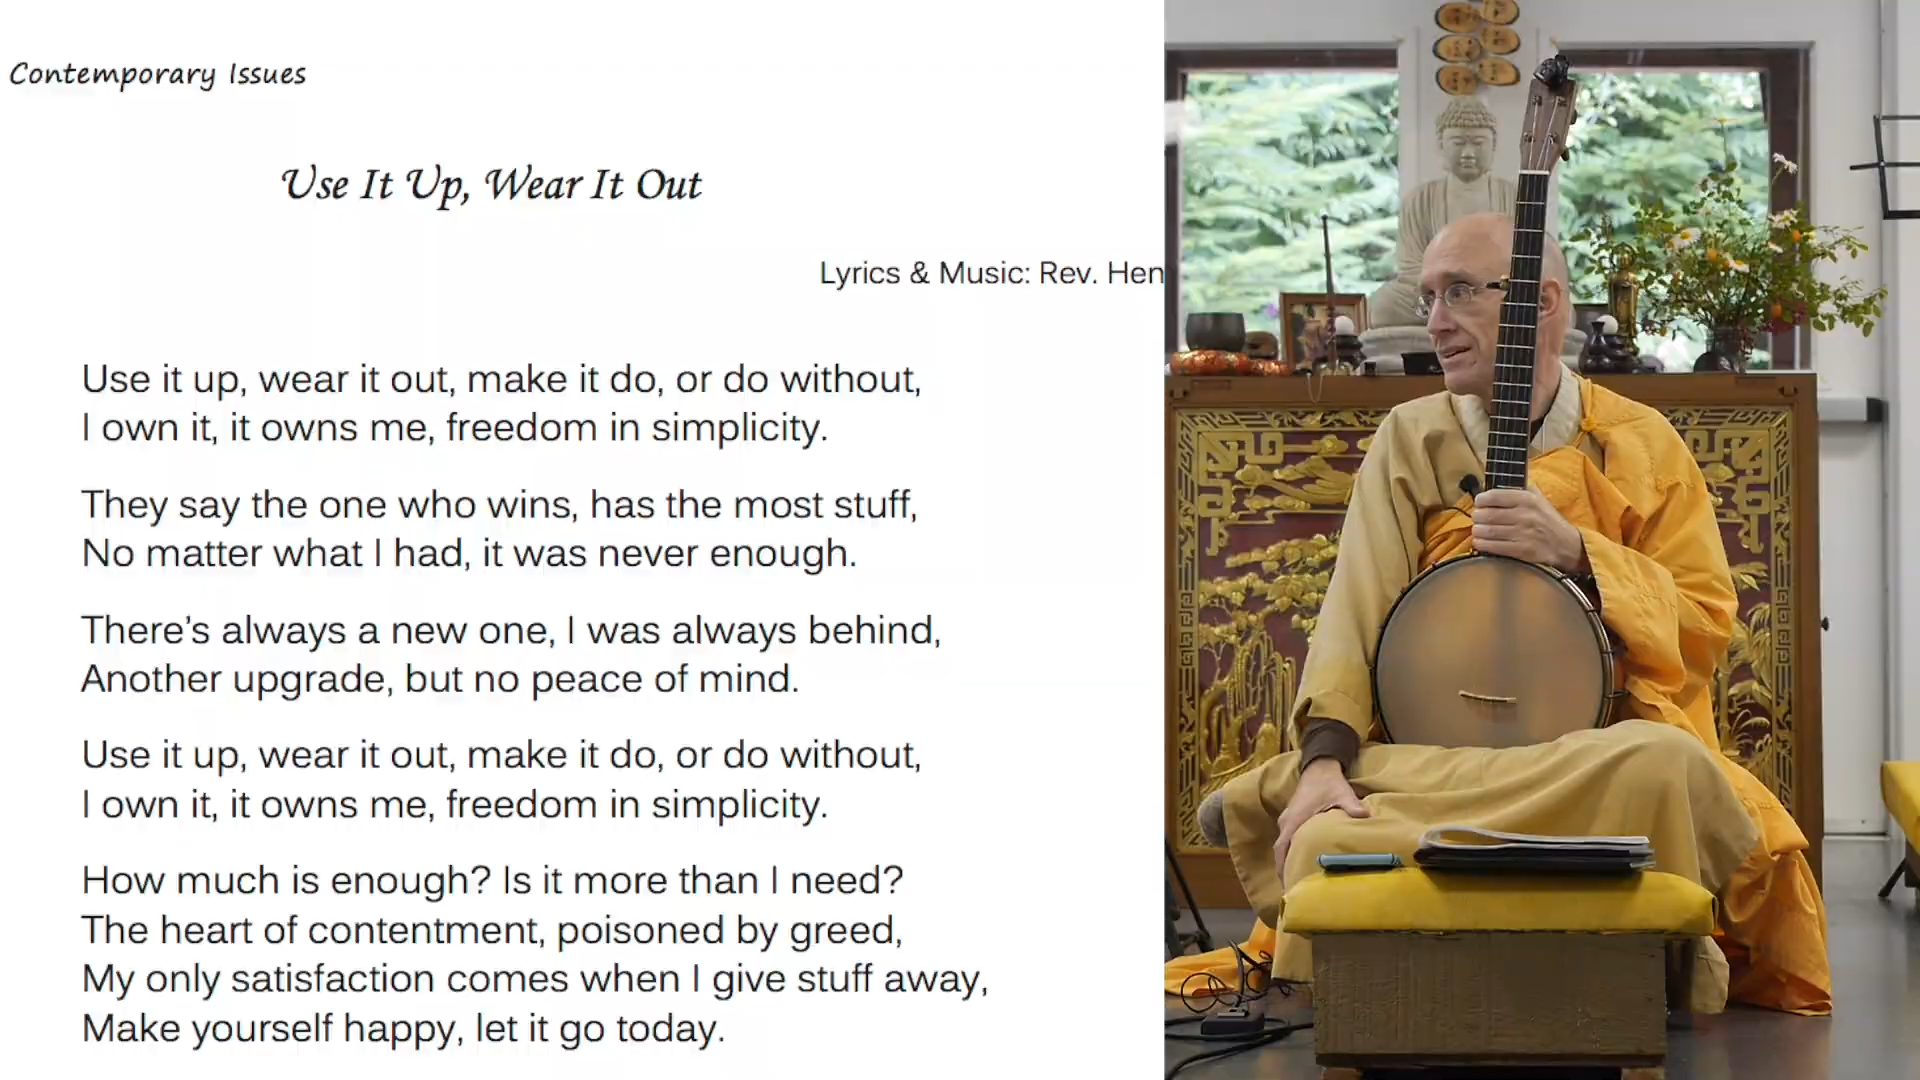 Contemporary Issues
Use It Up, Wear It Out
Lyrics & Music: Rev. Hen
Use it up, wear it out, make it do, or do without,
I own it, it owns me, freedom in simplicity.
They say the one who wins, has the most stuff,
No matter what I had, it was never enough.
There's always a new one, I was always behind,
Another upgrade, but no peace of mind.
Use it up, wear it out, make it do, or do without,
I own it, it owns me, freedom in simplicity.
How much is enough? Is it more than I need?
The heart of contentment, poisoned by greed,
My only satisfaction comes when I give stuff away,
Make yourself happy, let it go today.